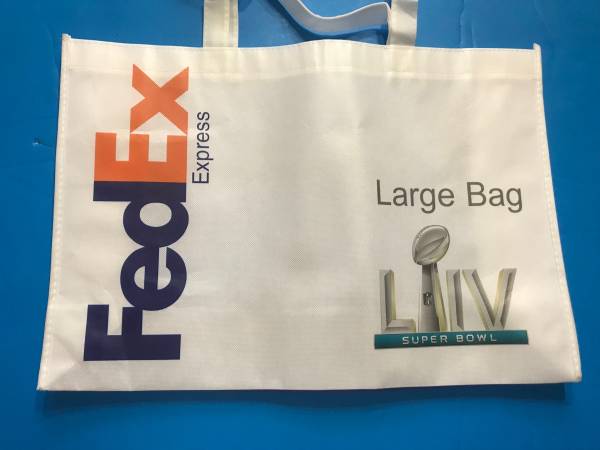 FedEx
Express
Large Bag
LIV
SUPER BOWL